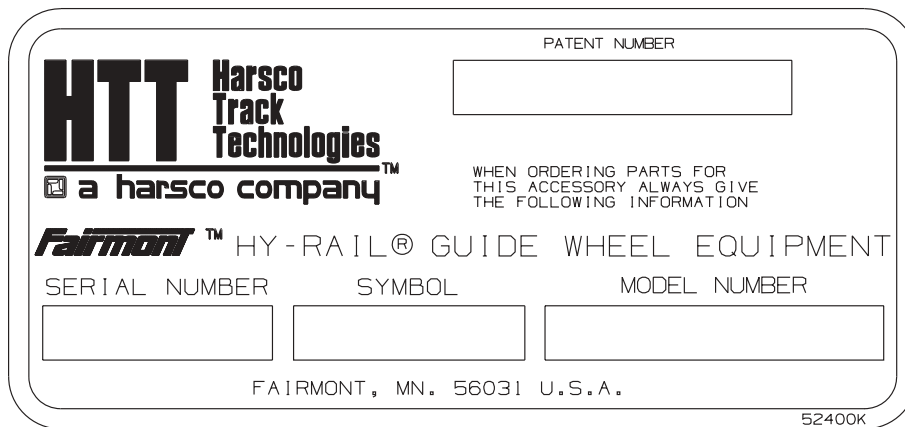 HTT
Harsco
Track
Technologies
™
a harsco company
PATENT NUMBER
WHEN ORDERING PARTS FOR
THIS ACCESSORY ALWAYS GIVE
THE FOLLOWING INFORMATION
Fairmont ™ HY-RAIL® GUIDE WHEEL EQUIPMENT
SERIAL NUMBER SYMBOL MODEL NUMBER
FAIRMONT, MN. 56031 U.S.A.
52400K